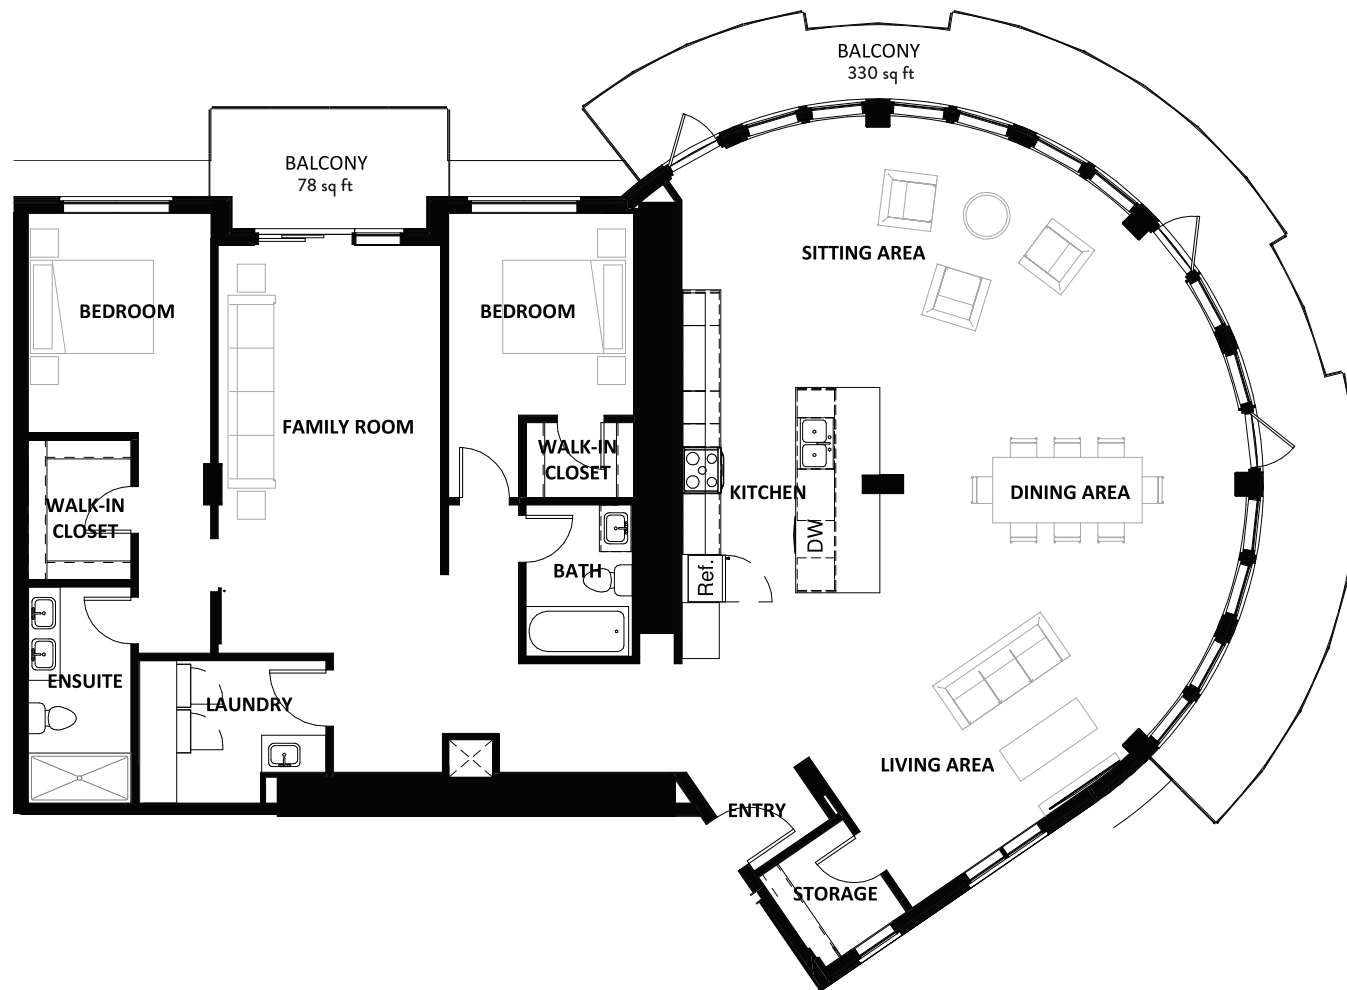 BALCONY
330 sq ft
BALCONY
78 sq ft
SITTING AREA
BEDROOM
BEDROOM
FAMILY ROOM
WALK-IN
CLOSET
KITCHEN
DINING AREA
WALK-IN
CLOSET
DW
BATH
Ref.
ENSUITE
LAUNDRY
LIVING AREA
ENTRY
STORAGE